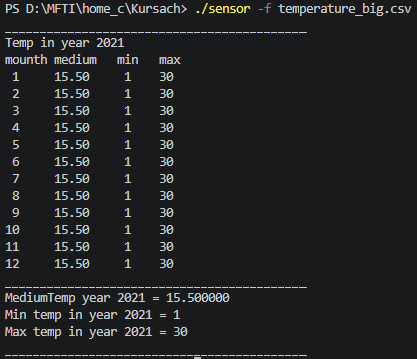 PS D:\MFTI\home_c\Kursach> ./sensor -f temperature_big.csv
___________________________________________
Temp in year 2021
mounth medium   min   max
1     15.50     1    30
2     15.50     1    30
3     15.50     1    30
4     15.50     1    30
5     15.50     1    30
6     15.50     1    30
7     15.50     1    30
8     15.50     1    30
9     15.50     1    30
10     15.50     1    30
11     15.50     1    30
12     15.50     1    30
___________________________________________
MediumTemp year 2021 = 15.500000
Min temp in year 2021 = 1
Max temp in year 2021 = 30
___________________________________________